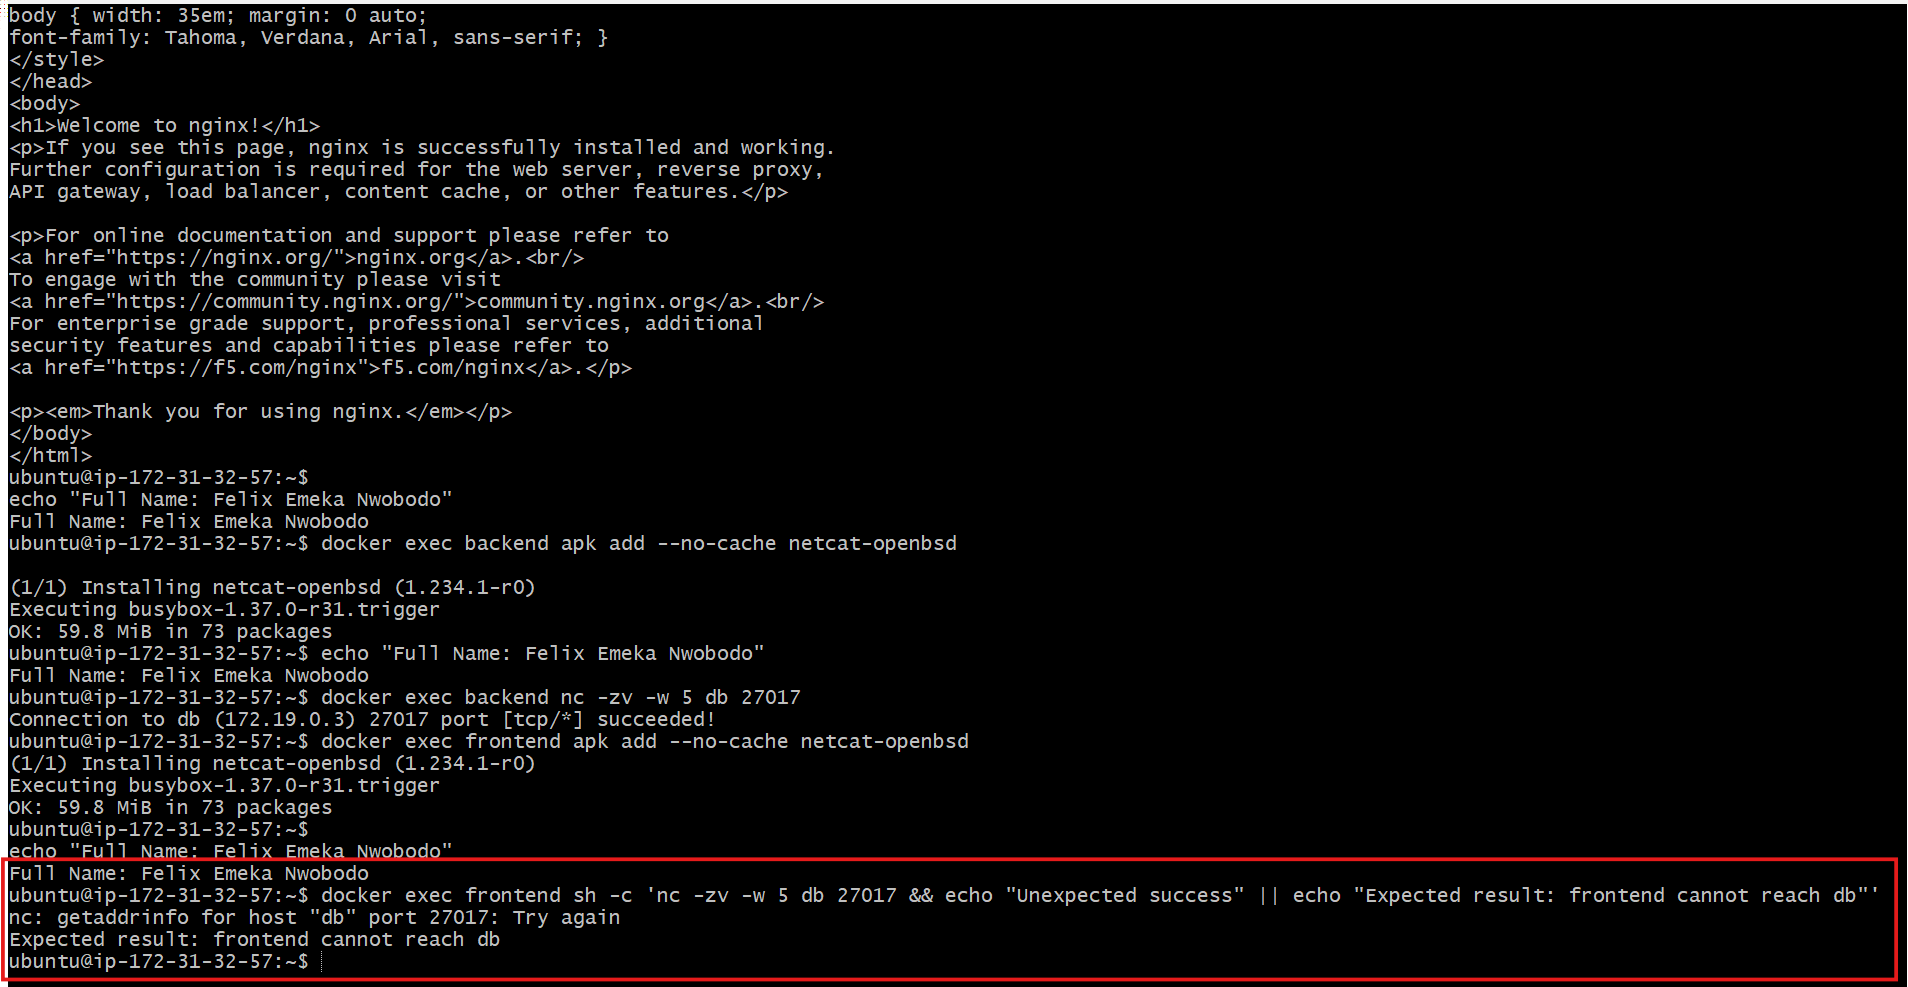 body { width: 35em; margin: 0 auto;
font-family: Tahoma, Verdana, Arial, sans-serif; }
</style>
</head>
<body>
<h1>Welcome to nginx!</h1>
<p>If you see this page, nginx is successfully installed and working.
Further configuration is required for the web server, reverse proxy,
API gateway, load balancer, content cache, or other features.</p>
<p>For online documentation and support please refer to
<a href="https://nginx.org/">nginx.org</a>.<br/>
To engage with the community please visit
<a href="https://community.nginx.org/">community.nginx.org</a>.<br/>
For enterprise grade support, professional services, additional
security features and capabilities please refer to
<a href="https://f5.com/nginx">f5.com/nginx</a>.</p>
<p><em>Thank you for using nginx.</em></p>
</body>
</html>
ubuntu@ip-172-31-32-57:~$
echo "Full Name: Felix Emeka Nwobodo"
Full Name: Felix Emeka Nwobodo
ubuntu@ip-172-31-32-57:~$ docker exec backend apk add --no-cache netcat-openbsd
(1/1) Installing netcat-openbsd (1.234.1-r0)
Executing busybox-1.37.0-r31.trigger
OK: 59.8 MiB in 73 packages
ubuntu@ip-172-31-32-57:~$ echo "Full Name: Felix Emeka Nwobodo"
Full Name: Felix Emeka Nwobodo
ubuntu@ip-172-31-32-57:~$ docker exec backend nc -zv -w 5 db 27017
Connection to db (172.19.0.3) 27017 port [tcp/*] succeeded!
ubuntu@ip-172-31-32-57:~$ docker exec frontend apk add --no-cache netcat-openbsd
(1/1) Installing netcat-openbsd (1.234.1-r0)
Executing busybox-1.37.0-r31.trigger
OK: 59.8 MiB in 73 packages
ubuntu@ip-172-31-32-57:~$
echo "Full Name: Felix Emeka Nwobodo"
Full Name: Felix Emeka Nwobodo
ubuntu@ip-172-31-32-57:~$ docker exec frontend sh -c 'nc -zv -w 5 db 27017 && echo "Unexpected success" || echo "Expected result: frontend cannot reach db"'
nc: getaddrinfo for host "db" port 27017: Try again
Expected result: frontend cannot reach db
ubuntu@ip-172-31-32-57:~$